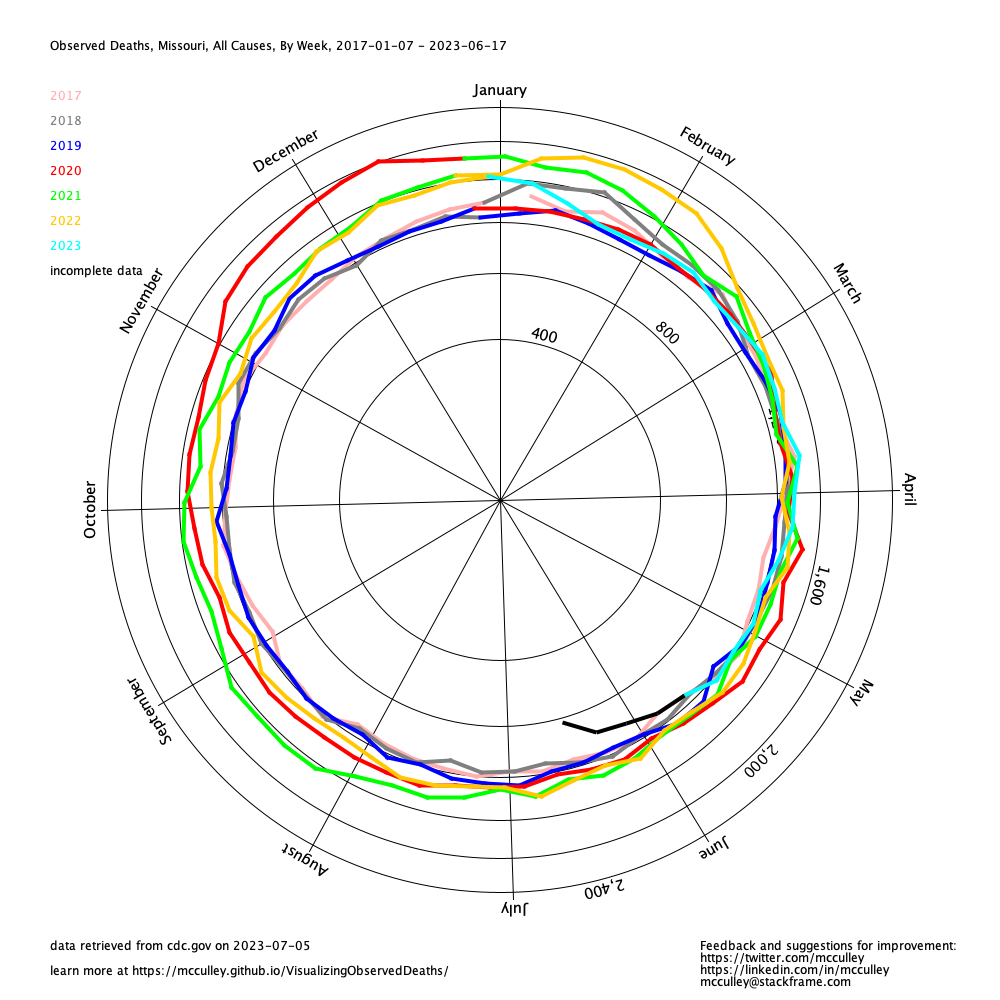 Observed Deaths, Missouri, All Causes, By Week, 2017-01-07 - 2023-06-17
January
2017
2018
2019
2020
2021
2022
2023
incomplete data
December
February
November
March
400
800
October
April
1,600
September
May
2,000
August
June
2,400
July
data retrieved from cdc.gov on 2023-07-05
learn more at https://mcculley.github.io/VisualizingObservedDeaths/
Feedback and suggestions for improvement:
https://twitter.com/mcculley
https://linkedin.com/in/mcculley
mcculley@stackframe.com